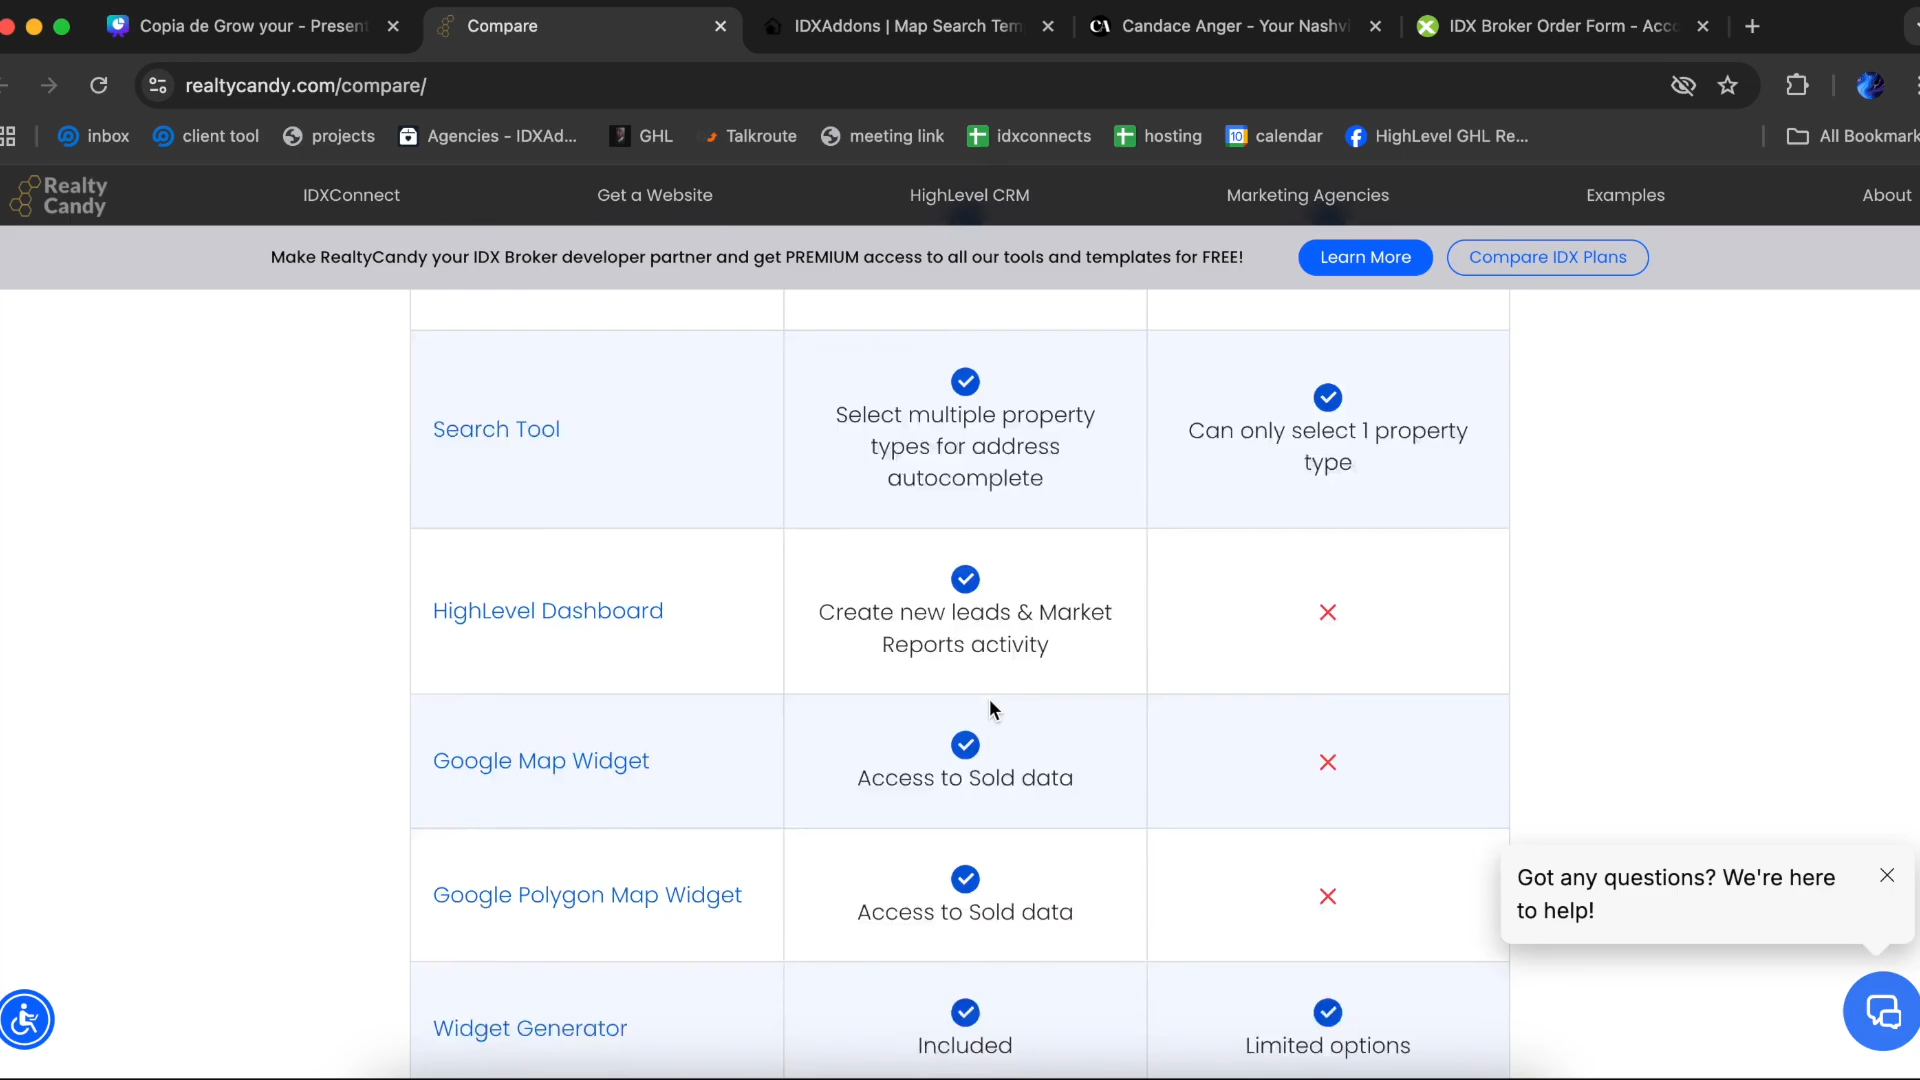 Copia de Grow your - Present
Compare
IDXAddons | Map Search Tem
CA
Candace Anger - Your Nashvi
IDX Broker Order Form - Acc
realtycandy.com/compare/
inbox
client tool
projects
Agencies - IDXAd...
GHL
Talkroute
meeting link
idxconnects
hosting
10
calendar
HighLevel GHL Re...
All Bookmark
Realty
Candy
IDXConnect
Get a Website
HighLevel CRM
Marketing Agencies
Examples
About
Make RealtyCandy your IDX Broker developer partner and get PREMIUM access to all our tools and templates for FREE!
Learn More
Compare IDX Plans
Search Tool
Select multiple property
types for address
autocomplete
Can only select 1 property
type
HighLevel Dashboard
Create new leads & Market
Reports activity
Google Map Widget
Access to Sold data
Google Polygon Map Widget
Access to Sold data
Widget Generator
Included
Limited options
Got any questions? We're here
to help!